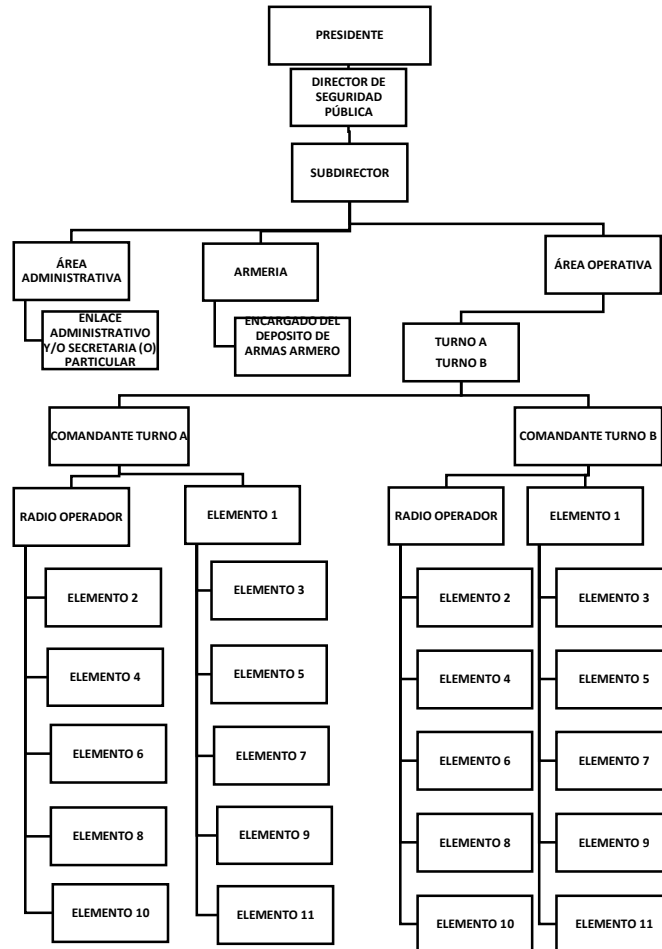 PRESIDENTE
DIRECTOR DE
SEGURIDAD
PÚBLICA
SUBDIRECTOR
ÁREA
ADMINISTRATIVA
ARMERIA
ÁREA OPERATIVA
ENLACE
ADMINISTRATIVO
Y/O SECRETARIA (O)
PARTICULAR
ENCARGADO DEL
DEPOSITO DE
ARMAS ARMERO
TURNO A
TURNO B
COMANDANTE TURNO A
COMANDANTE TURNO B
RADIO OPERADOR
ELEMENTO 1
RADIO OPERADOR
ELEMENTO 1
ELEMENTO 2
ELEMENTO 3
ELEMENTO 2
ELEMENTO 3
ELEMENTO 4
ELEMENTO 5
ELEMENTO 4
ELEMENTO 5
ELEMENTO 6
ELEMENTO 7
ELEMENTO 6
ELEMENTO 7
ELEMENTO 8
ELEMENTO 9
ELEMENTO 8
ELEMENTO 9
ELEMENTO 10
ELEMENTO 11
ELEMENTO 10
ELEMENTO 11